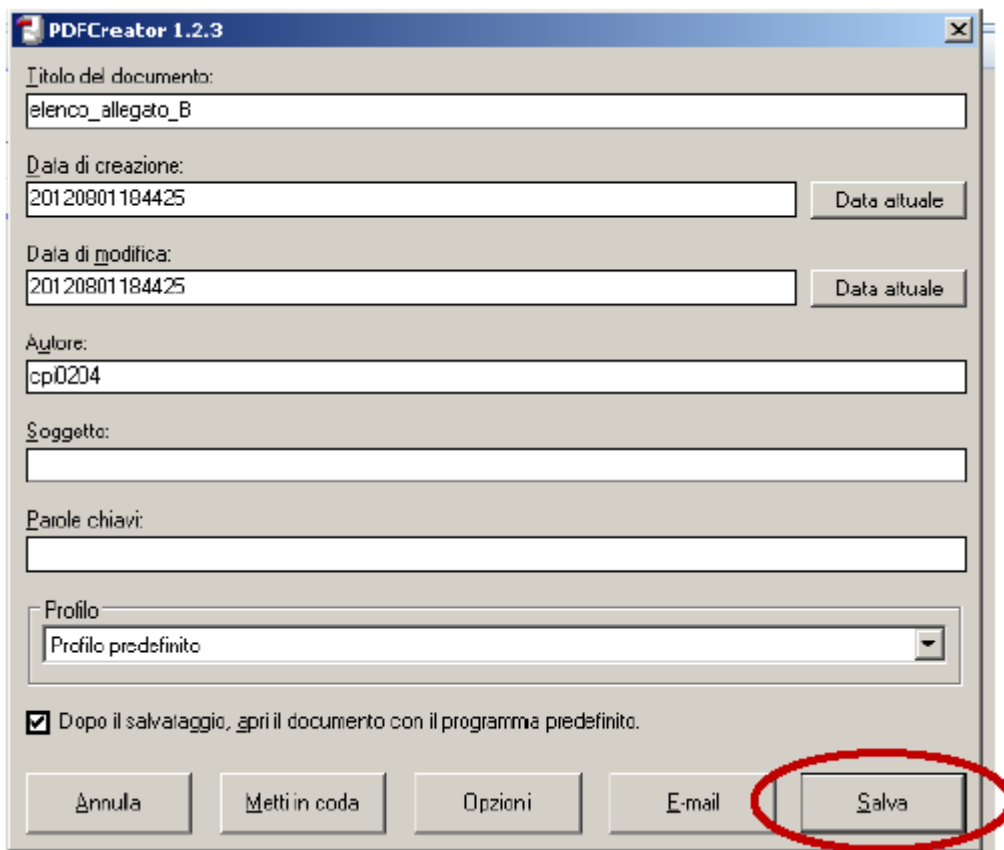 PDFCreator 1.2.3
Titolo del documento:
elenco_allegato_B
Data di creazione:
20120801184425
Data attuale
Data di modifica:
20120801184425
Data attuale
Autore:
cpi0204
Soggetto:
Parole chiavi:
Profilo
Profilo predefinito
Dopo il salvataggio, apri il documento con il programma predefinito.
Annulla Metti in coda Opzioni E-mail Salva